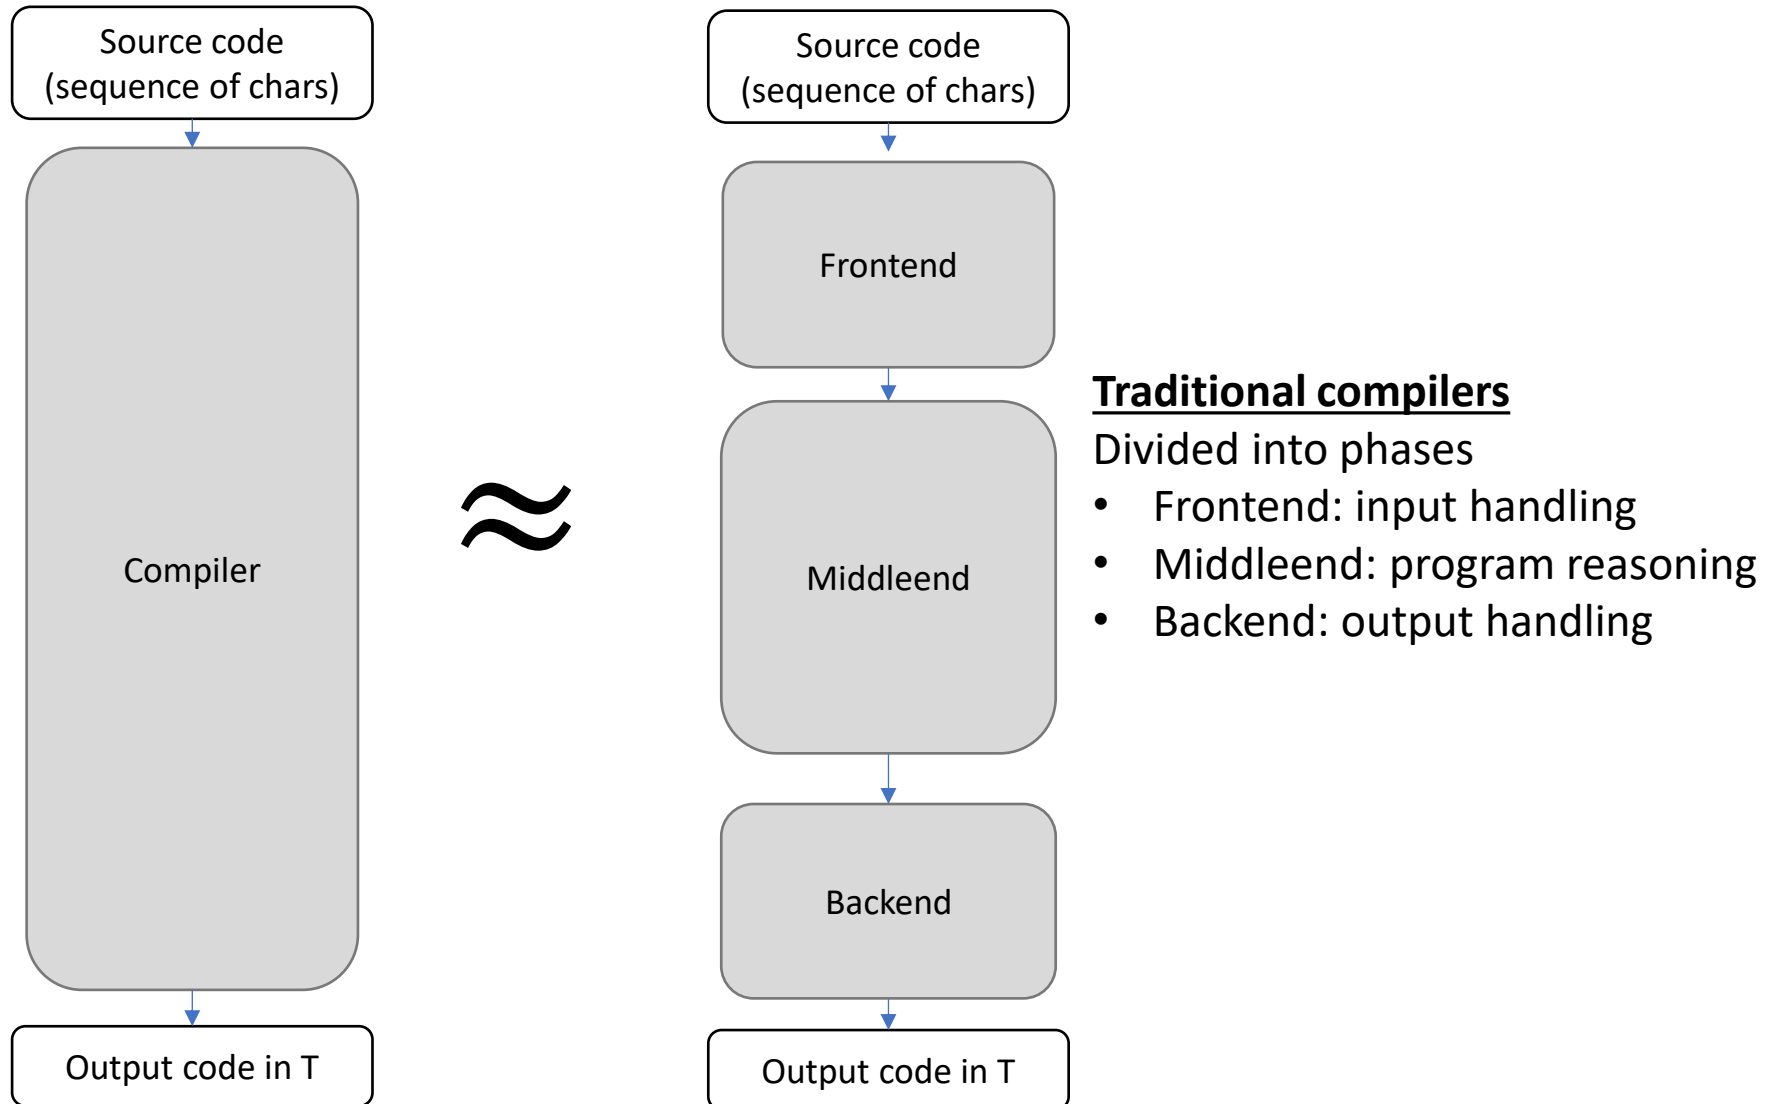 Source code
(sequence of chars)
Compiler
Output code in T
≈
Source code
(sequence of chars)
Frontend
Middleend
Backend
Output code in T
Traditional compilers
Divided into phases
• Frontend: input handling
• Middleend: program reasoning
• Backend: output handling